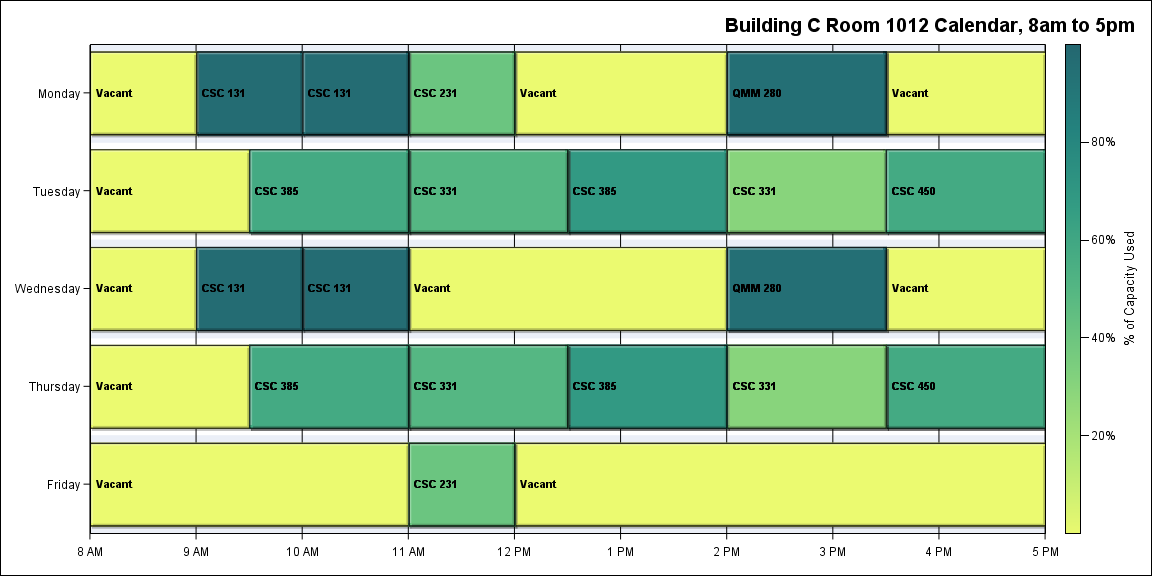 Building C Room 1012 Calendar, 8am to 5pm
Monday
Vacant
CSC 131
CSC 131
CSC 231
Vacant
QMM 280
Vacant
Tuesday
Vacant
CSC 385
CSC 331
CSC 385
CSC 331
CSC 450
Wednesday
Vacant
CSC 131
CSC 131
Vacant
QMM 280
Vacant
Thursday
Vacant
CSC 385
CSC 331
CSC 385
CSC 331
CSC 450
Friday
Vacant
CSC 231
Vacant
8 AM
9 AM
10 AM
11 AM
12 PM
1 PM
2 PM
3 PM
4 PM
5 PM
80%
60%
40%
20%
% of Capacity Used